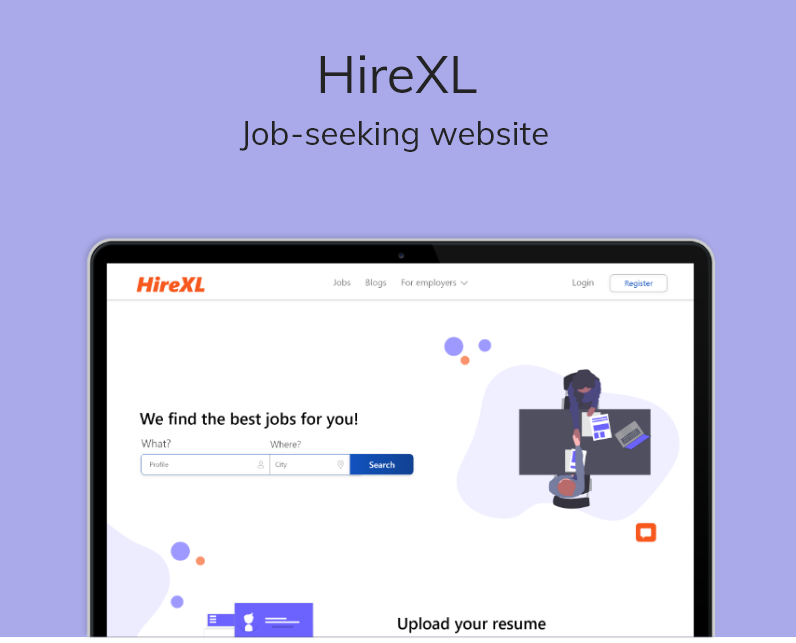 HireXL
Job-seeking website
HireXL Jobs Blogs For employers Login Register
We find the best jobs for you!
What? Where?
Profile City Search
Upload your resume